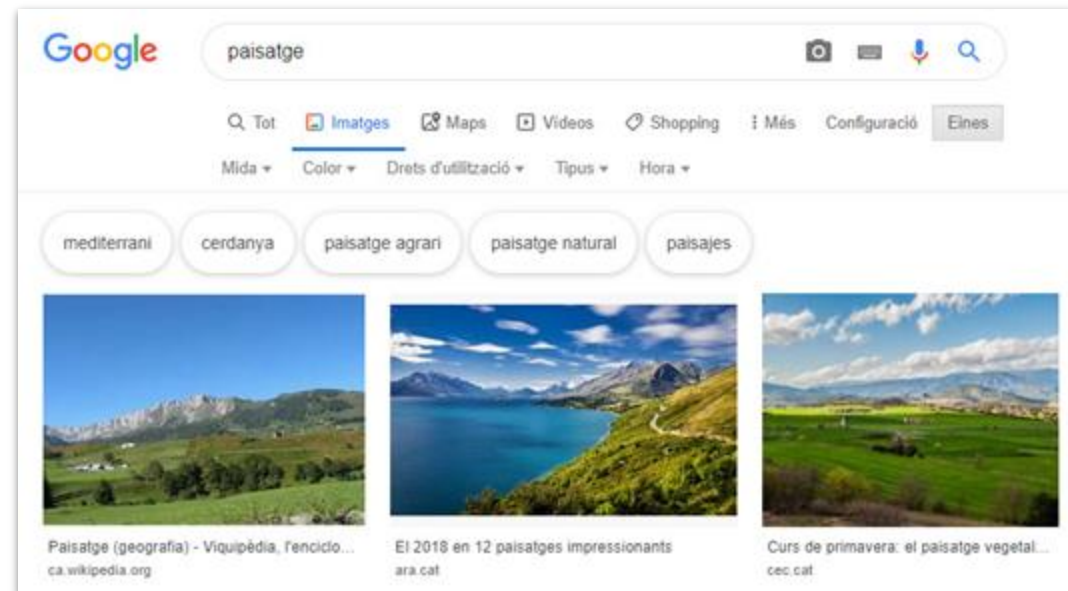 Google paisatge
Tot Imatges Maps Vídeos Shopping Més Configuració Eines
Mida Color Drets d'utilització Tipus Hora
mediterrani cerdanya paisatge agrari paisatge natural paisajes
Paisatge (geografia) - Viquipèdia, l'enciclo... El 2018 en 12 paisatges impressionants Curs de primavera: el paisatge vegetal...
ca.wikipedia.org ara.cat cec.cat